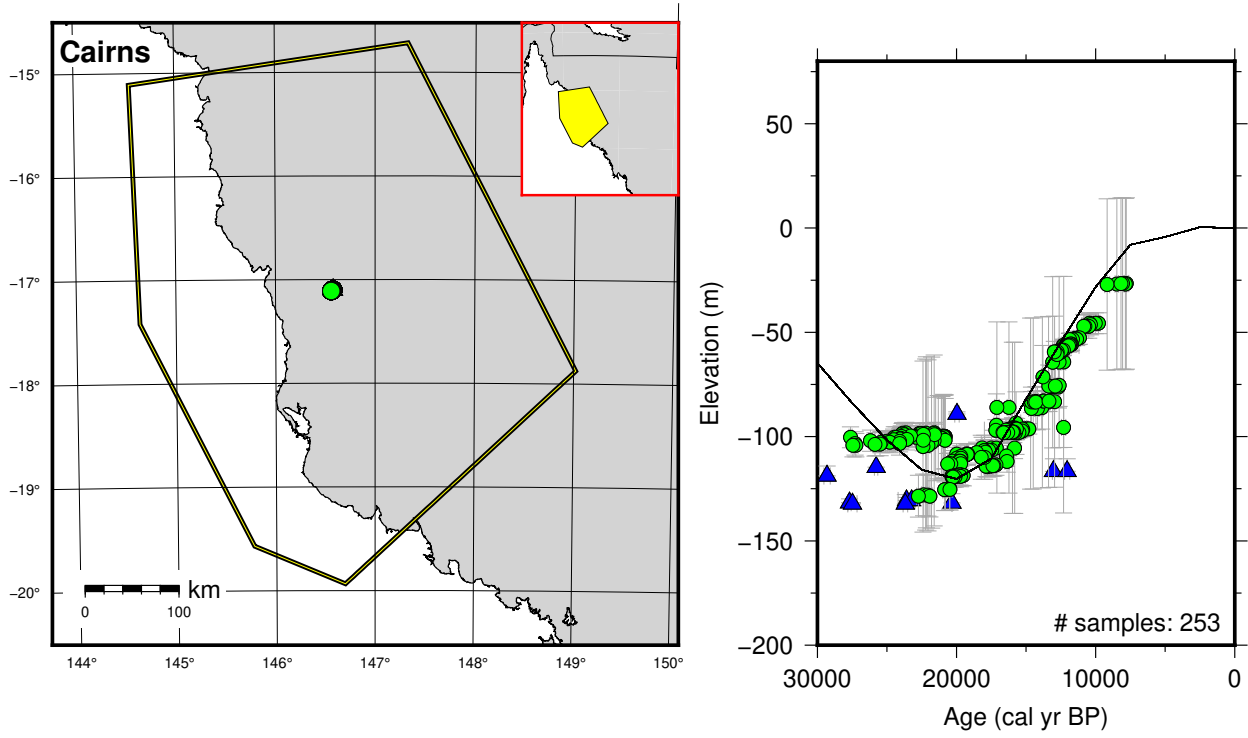 Cairns
−15°
−16°
−17°
−18°
−19°
−20°
km
0 100
144° 145° 146° 147° 148° 149° 150°
50
0
−50
−100
−150
−200
Elevation (m)
# samples: 253
30000 20000 10000 0
Age (cal yr BP)